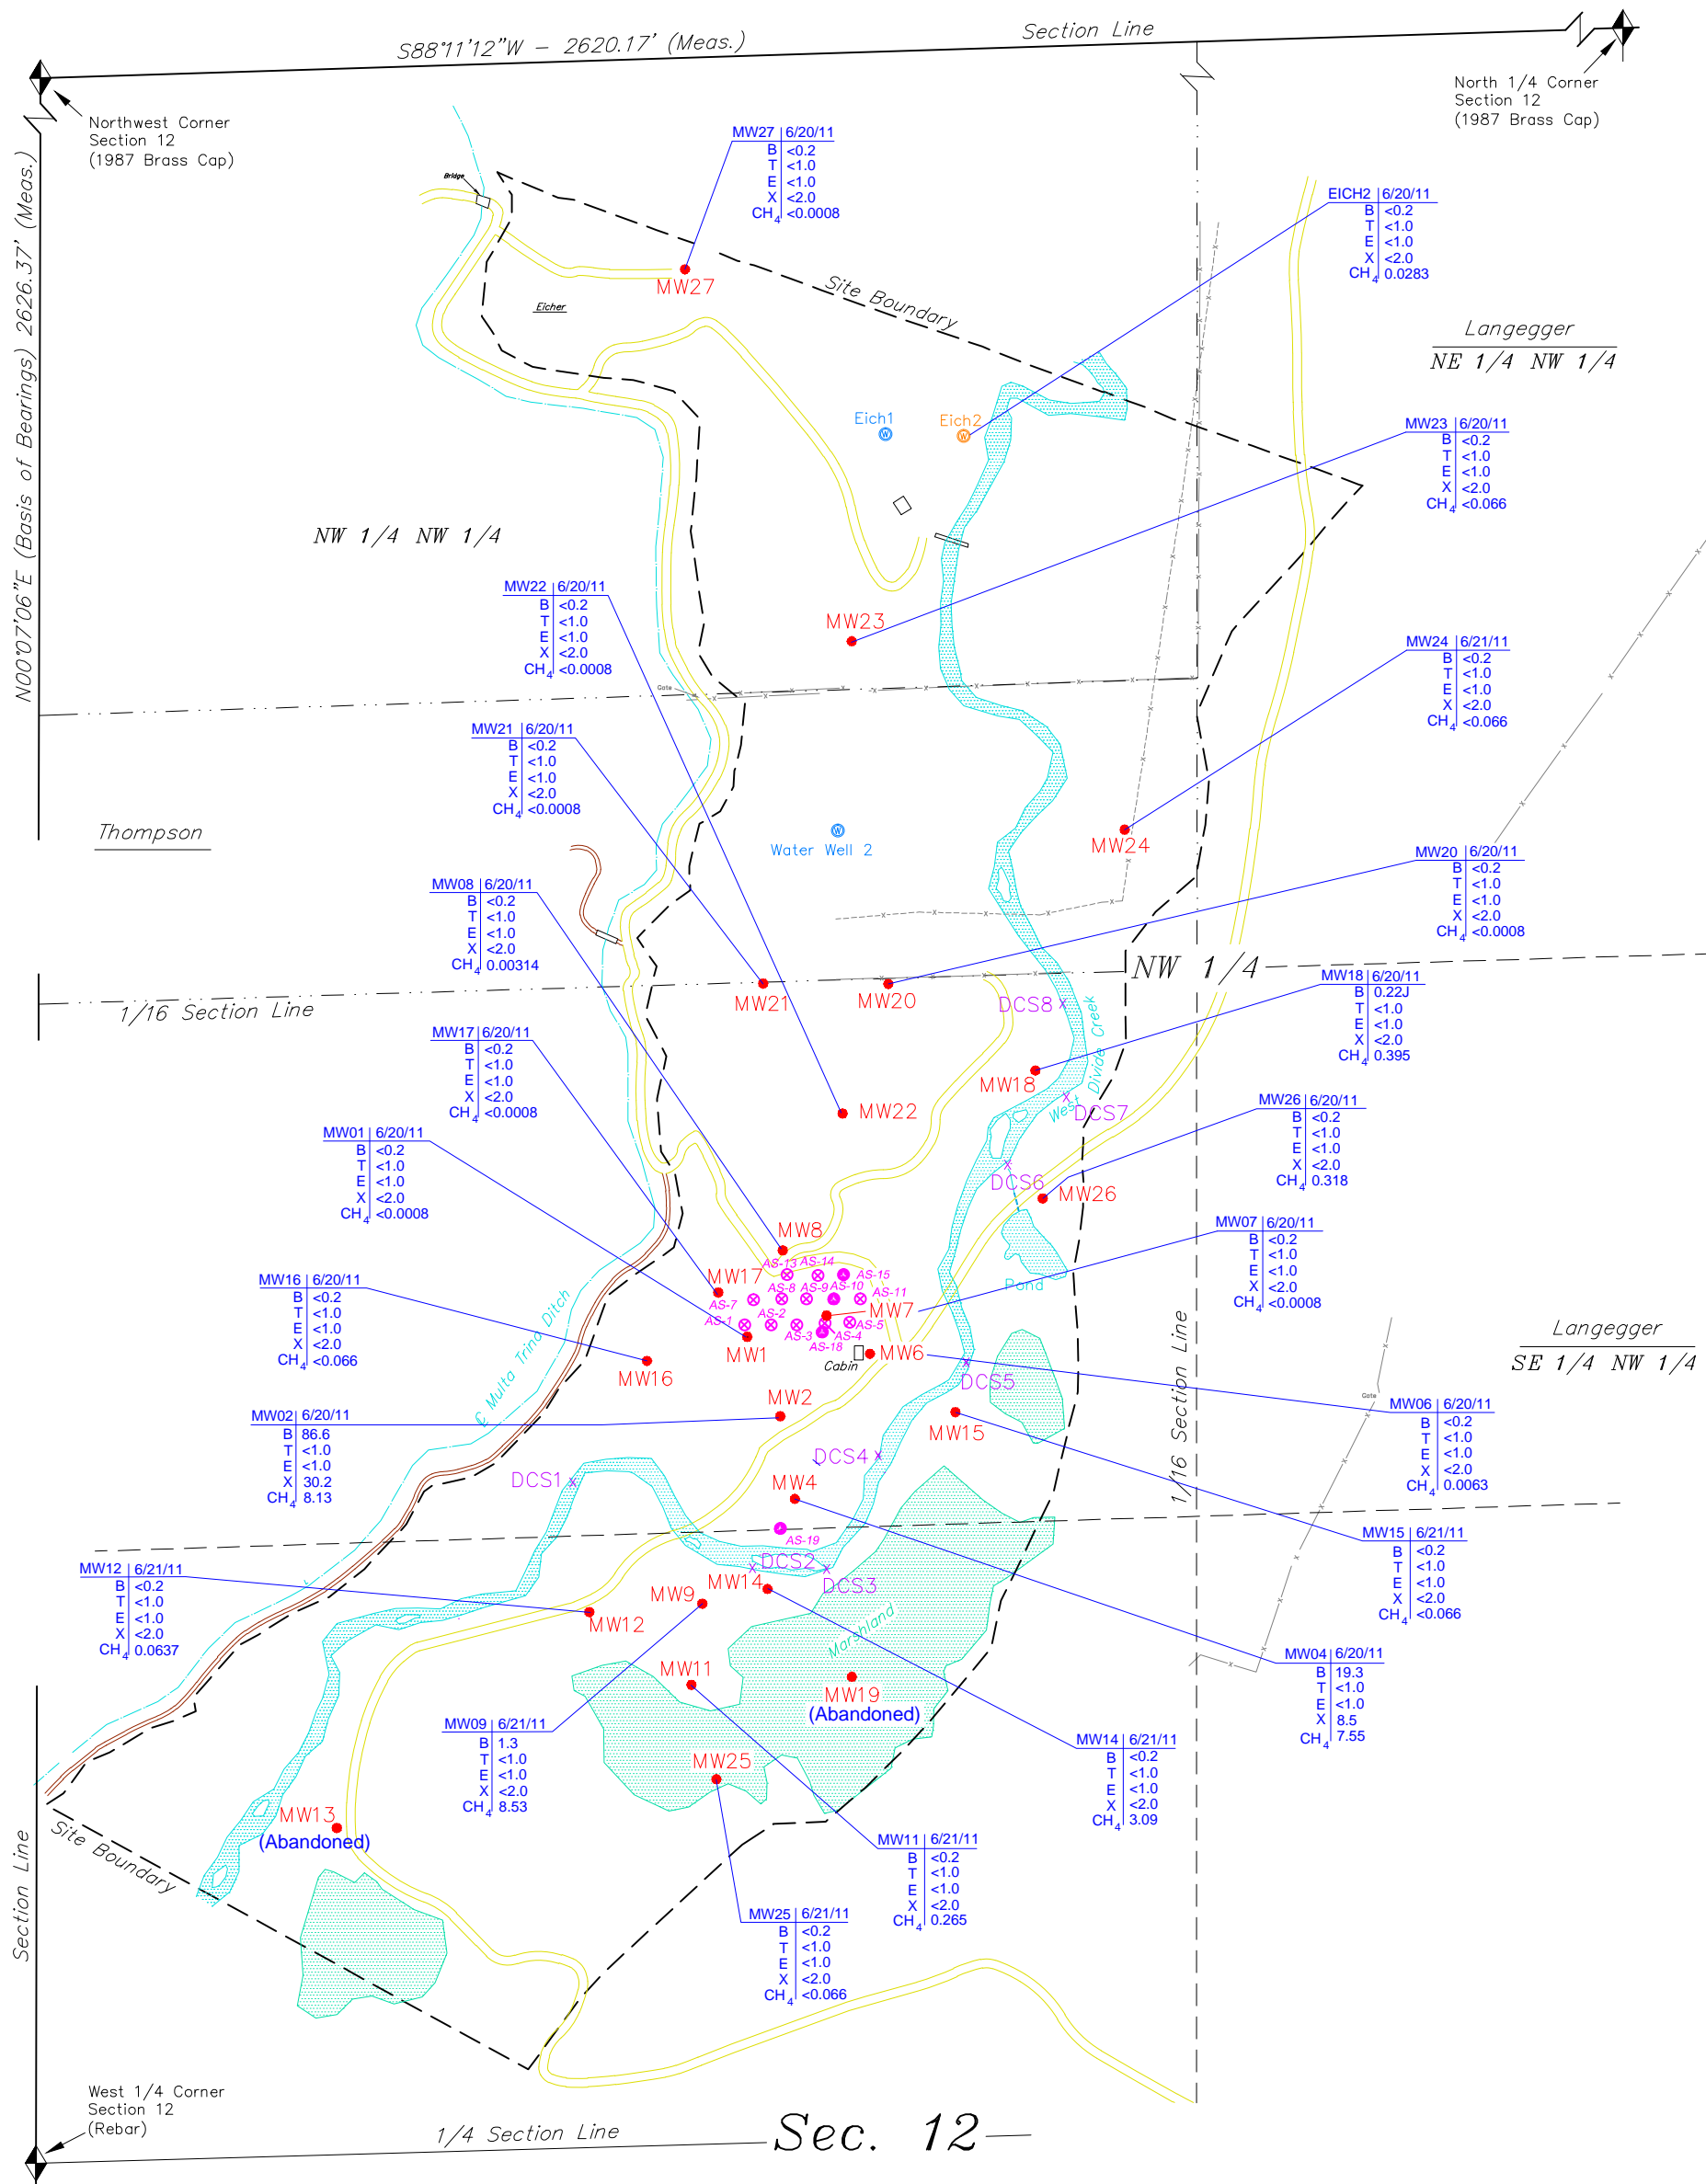 S88°11'12"W - 2620.17' (Meas.)
Section Line
Northwest Corner
Section 12
(1987 Brass Cap)
North 1/4 Corner
Section 12
(1987 Brass Cap)
N00°07'06"E (Basis of Bearings) 2626.37' (Meas.)
MW27 6/20/11
B <0.2
T <1.0
E <1.0
X <2.0
CH4 <0.0008
Bridge
EICH2 6/20/11
B <0.2
T <1.0
E <1.0
X <2.0
CH4 0.0283
MW27
Eicher
Site Boundary
Langegger
NE 1/4 NW 1/4
Eich1
Eich2
MW23 6/20/11
B <0.2
T <1.0
E <1.0
X <2.0
CH4 <0.066
NW 1/4 NW 1/4
MW22 6/20/11
B <0.2
T <1.0
E <1.0
X <2.0
CH4 <0.0008
MW23
MW24 6/21/11
B <0.2
T <1.0
E <1.0
X <2.0
CH4 <0.066
Gate
MW21 6/20/11
B <0.2
T <1.0
E <1.0
X <2.0
CH4 <0.0008
Thompson
Water Well 2
MW24
MW20 6/20/11
B <0.2
T <1.0
E <1.0
X <2.0
CH4 <0.0008
MW08 6/20/11
B <0.2
T <1.0
E <1.0
X <2.0
CH4 0.00314
NW 1/4
1/16 Section Line
MW21
MW20
DCS8
West Divide Creek
MW18 6/20/11
B 0.22J
T <1.0
E <1.0
X <2.0
CH4 0.395
MW17 6/20/11
B <0.2
T <1.0
E <1.0
X <2.0
CH4 <0.0008
MW18
MW22
DCS7
MW26 6/20/11
B <0.2
T <1.0
E <1.0
X <2.0
CH4 0.318
MW01 6/20/11
B <0.2
T <1.0
E <1.0
X <2.0
CH4 <0.0008
DCS6
MW26
MW07 6/20/11
B <0.2
T <1.0
E <1.0
X <2.0
CH4 <0.0008
MW8
AS-13 AS-14
AS-15
MW17
AS-8 AS-9 AS-10
AS-7
AS-11
Pond
MW16 6/20/11
B <0.2
T <1.0
E <1.0
X <2.0
CH4 <0.066
AS-1
AS-2
MW7
AS-3
AS-4
AS-5
AS-18
MW1
Cabin
MW6
MW16
℄ Multa Trina Ditch
DCS5
1/16 Section Line
Langegger
SE 1/4 NW 1/4
Gate
MW02 6/20/11
B 86.6
T <1.0
E <1.0
X 30.2
CH4 8.13
MW2
MW15
MW06 6/20/11
B <0.2
T <1.0
E <1.0
X <2.0
CH4 0.0063
DCS1
DCS4
MW4
AS-19
MW15 6/21/11
B <0.2
T <1.0
E <1.0
X <2.0
CH4 <0.066
MW12 6/21/11
B <0.2
T <1.0
E <1.0
X <2.0
CH4 0.0637
DCS2
MW14
DCS3
MW9
MW12
Marshland
MW04 6/20/11
B 19.3
T <1.0
E <1.0
X 8.5
CH4 7.55
MW11
MW19
(Abandoned)
MW09 6/21/11
B 1.3
T <1.0
E <1.0
X <2.0
CH4 8.53
MW14 6/21/11
B <0.2
T <1.0
E <1.0
X <2.0
CH4 3.09
MW25
MW13
(Abandoned)
Site Boundary
Section Line
MW11 6/21/11
B <0.2
T <1.0
E <1.0
X <2.0
CH4 0.265
MW25 6/21/11
B <0.2
T <1.0
E <1.0
X <2.0
CH4 <0.066
West 1/4 Corner
Section 12
(Rebar)
1/4 Section Line
Sec. 12